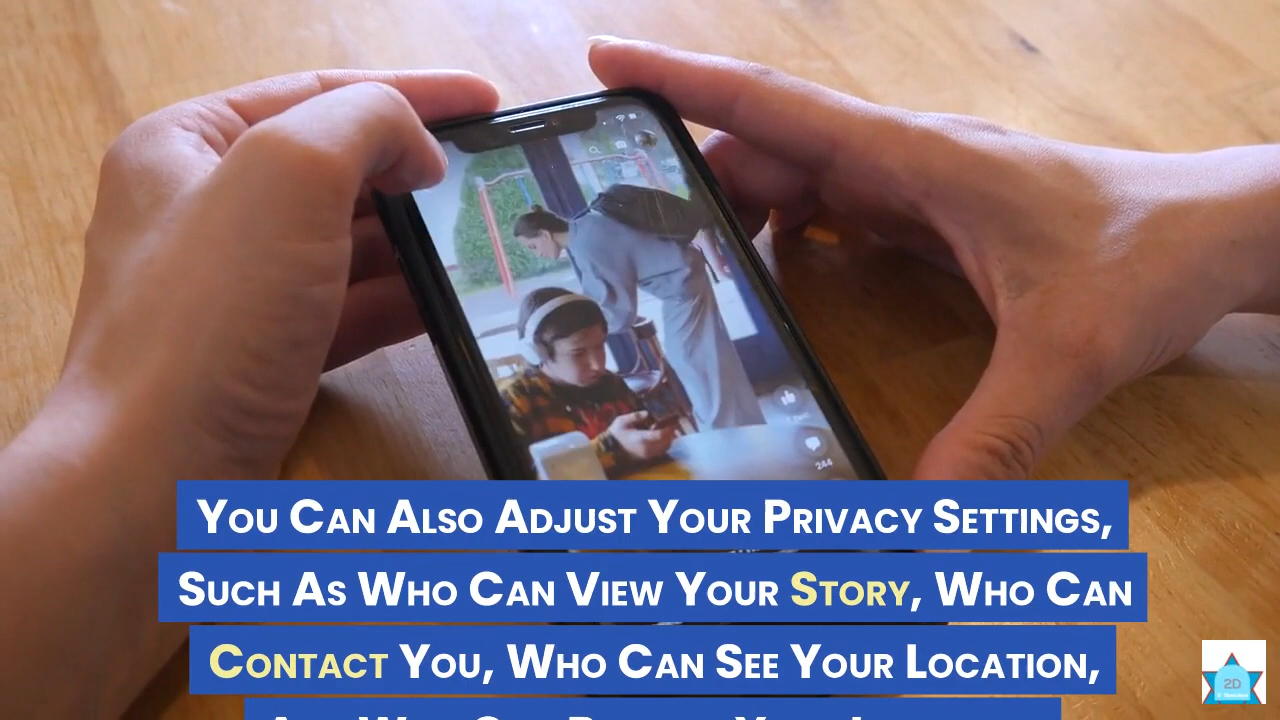 244
You Can Also Adjust Your Privacy Settings,
Such As Who Can View Your Story, Who Can
Contact You, Who Can See Your Location,
2D